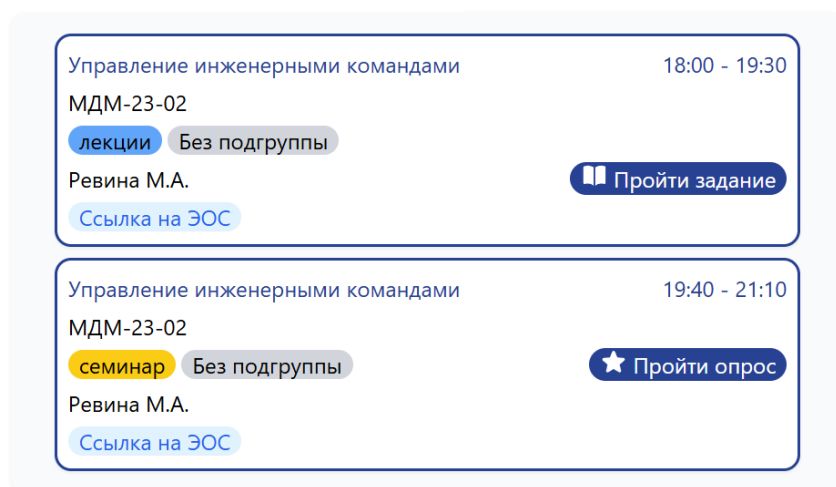 Управление инженерными командами 18:00 - 19:30
МДМ-23-02
лекции Без подгруппы
Ревина М.А. Пройти задание
Ссылка на ЭОС
Управление инженерными командами 19:40 - 21:10
МДМ-23-02
семинар Без подгруппы Пройти опрос
Ревина М.А.
Ссылка на ЭОС